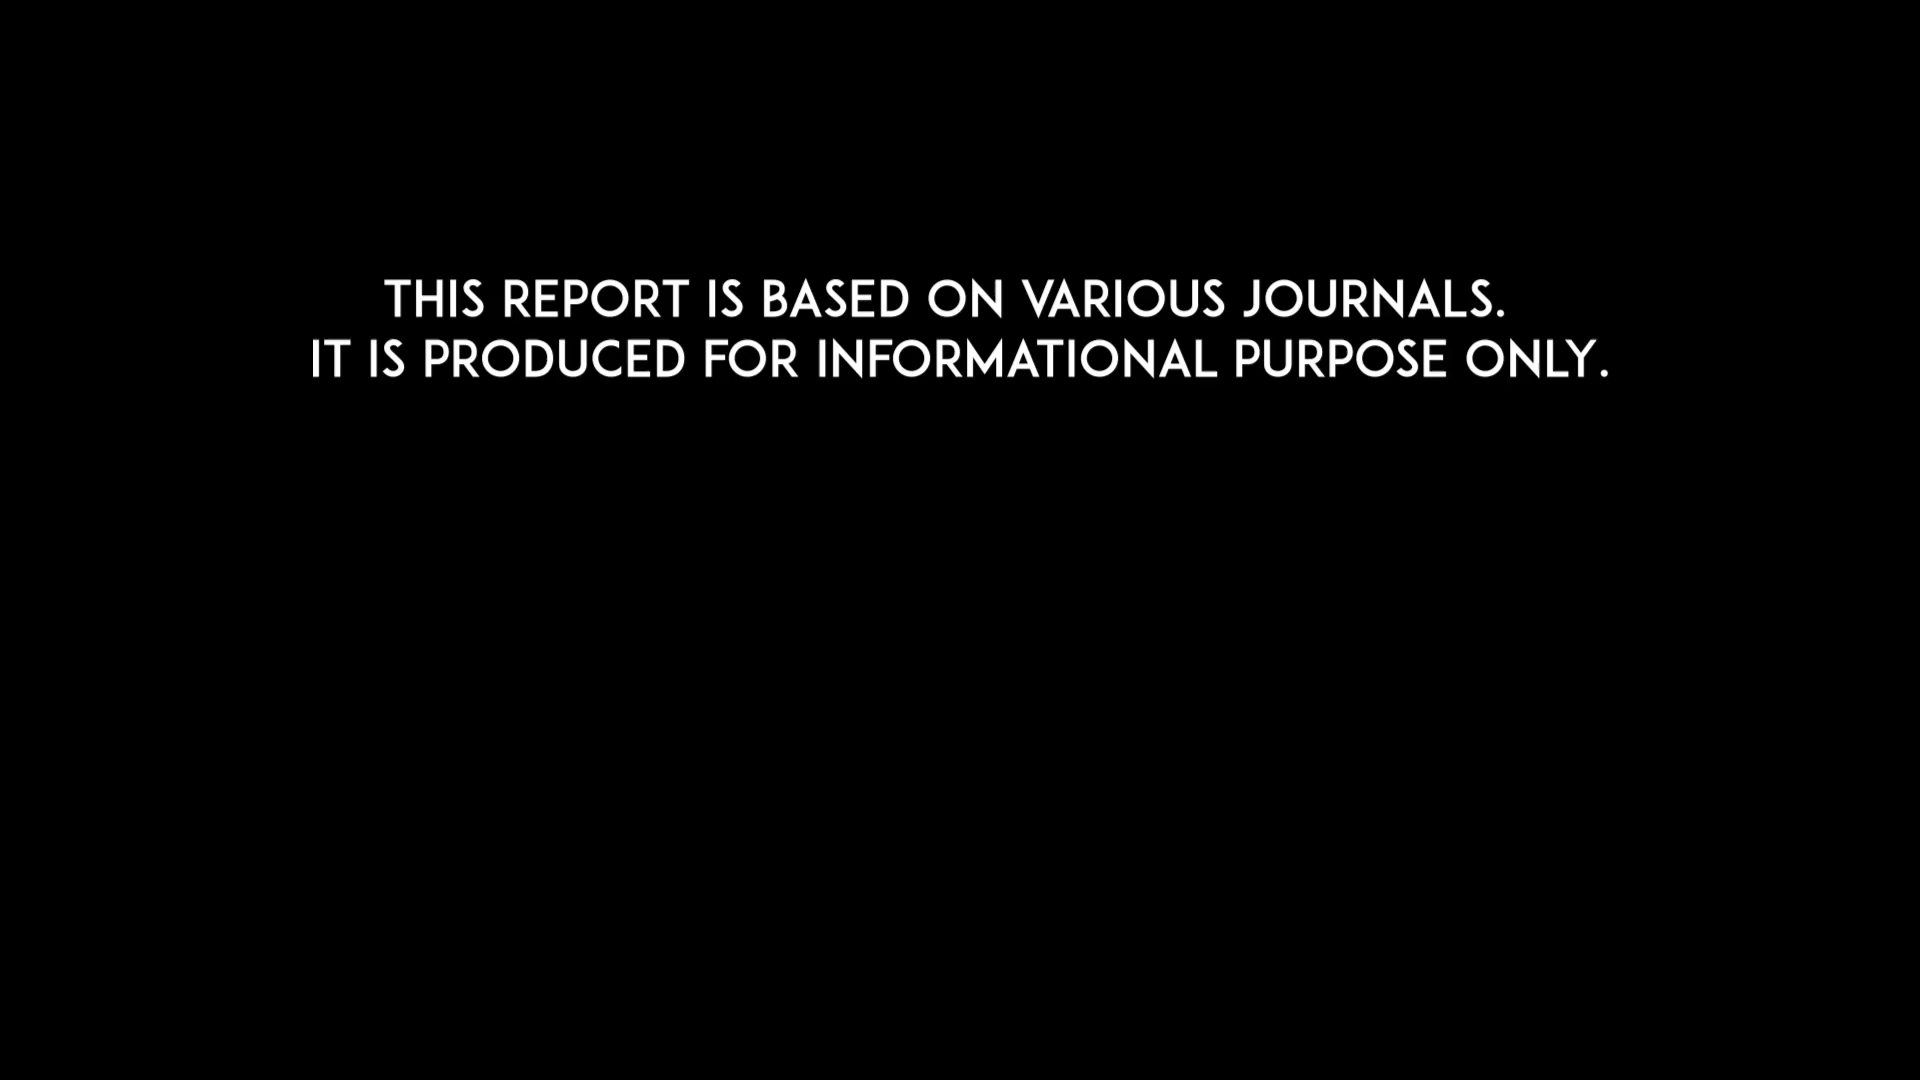 THIS REPORT IS BASED ON VARIOUS JOURNALS.
IT IS PRODUCED FOR INFORMATIONAL PURPOSE ONLY.